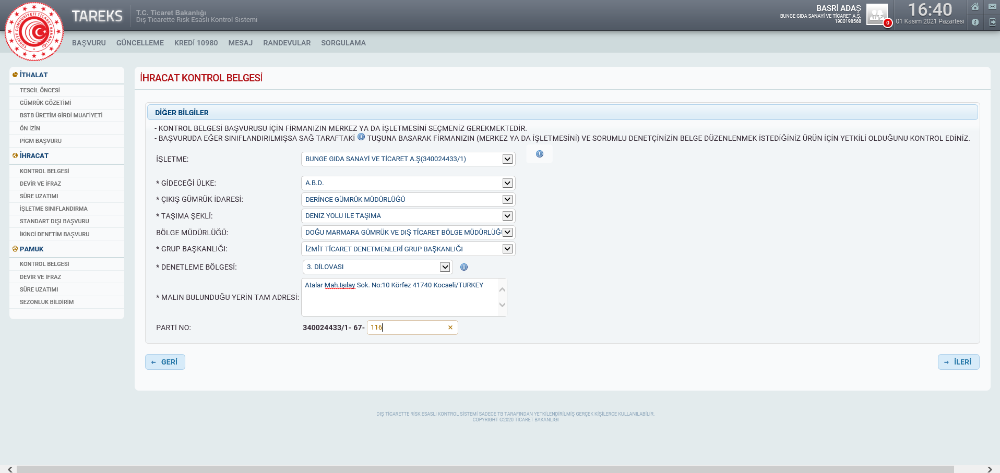 TAREKS
T.C. Ticaret Bakanlığı
Dış Ticarette Risk Esaslı Kontrol Sistemi
BASRİ ADAŞ
BUNGE GIDA SANAYİ VE TİCARET A.Ş.
1900198568
0
16:40
01 Kasım 2021 Pazartesi
BAŞVURU GÜNCELLEME KREDİ 10980 MESAJ RANDEVULAR SORGULAMA
İTHALAT
TESCİL ÖNCESİ
GÜMRÜK GÖZETİMİ
BSTB ÜRETİM GİRDİ MUAFİYETİ
ÖN İZİN
PİGM BAŞVURU
İHRACAT
KONTROL BELGESİ
DEVİR VE İFRAZ
SÜRE UZATIMI
İŞLETME SINIFLANDIRMA
STANDART DIŞI BAŞVURU
İKİNCİ DENETİM BAŞVURU
PAMUK
KONTROL BELGESİ
DEVİR VE İFRAZ
SÜRE UZATIMI
SEZONLUK BİLDİRİM
İHRACAT KONTROL BELGESİ
DİĞER BİLGİLER
- KONTROL BELGESİ BAŞVURUSU İÇİN FİRMANIZIN MERKEZ YA DA İŞLETMESİNİ SEÇMENİZ GEREKMEKTEDİR.
- BAŞVURUDA EĞER SINIFLANDIRILMIŞSA SAĞ TARAFTAKİ TUŞUNA BASARAK FİRMANIZIN (MERKEZ YA DA İŞLETMESİNİ) VE SORUMLU DENETÇİNİZİN BELGE DÜZENLENMEK İSTEDİĞİNİZ ÜRÜN İÇİN YETKİLİ OLDUĞUNU KONTROL EDİNİZ.
İŞLETME: BUNGE GIDA SANAYİ VE TİCARET A.Ş(340024433/1)
* GİDECEĞİ ÜLKE: A.B.D.
* ÇIKIŞ GÜMRÜK İDARESİ: DERİNCE GÜMRÜK MÜDÜRLÜĞÜ
* TAŞIMA ŞEKLİ: DENİZ YOLU İLE TAŞIMA
BÖLGE MÜDÜRLÜĞÜ: DOĞU MARMARA GÜMRÜK VE DIŞ TİCARET BÖLGE MÜDÜRLÜĞ
* GRUP BAŞKANLIĞI: İZMİT TİCARET DENETMENLERİ GRUP BAŞKANLIĞI
* DENETLEME BÖLGESİ: 3. DİLOVASI
* MALIN BULUNDUĞU YERİN TAM ADRESİ: Atalar Mah.Işılay Sok. No:10 Körfez 41740 Kocaeli/TURKEY
PARTİ NO: 340024433/1- 67- 116
GERİ
İLERİ
DIŞ TİCARETTE RİSK ESASLI KONTROL SİSTEMİ SADECE TB TARAFINDAN YETKİLENDİRİLMİŞ GERÇEK KİŞİLERCE KULLANILABİLİR.
COPYRIGHT ©2020 TİCARET BAKANLIĞI